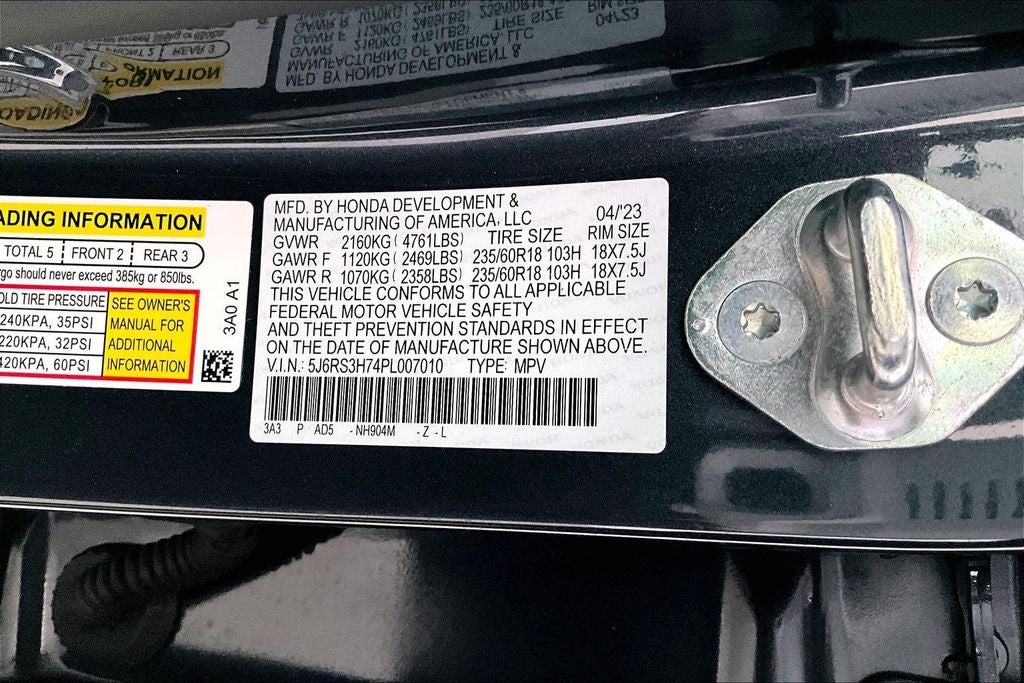 ADING INFORMATION
TOTAL 5 FRONT 2 REAR 3
rgo should never exceed 385kg or 850lbs.
OLD TIRE PRESSURE
240KPA, 35PSI
220KPA, 32PSI
420KPA, 60PSI
SEE OWNER'S
MANUAL FOR
ADDITIONAL
INFORMATION
3A0 A1
MFD. BY HONDA DEVELOPMENT &
MANUFACTURING OF AMERICA, LLC 04/'23
GVWR 2160KG( 4761LBS) TIRE SIZE RIM SIZE
GAWR F 1120KG( 2469LBS) 235/60R18 103H 18X7.5J
GAWR R 1070KG( 2358LBS) 235/60R18 103H 18X7.5J
THIS VEHICLE CONFORMS TO ALL APPLICABLE
FEDERAL MOTOR VEHICLE SAFETY
AND THEFT PREVENTION STANDARDS IN EFFECT
ON THE DATE OF MANUFACTURE SHOWN ABOVE.
V.I.N.: 5J6RS3H74PL007010 TYPE: MPV
3A3 P AD5 - NH904M - Z - L